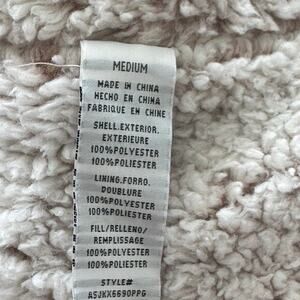 MEDIUM
MADE IN CHINA
HECHO EN CHINA
FABRIQUE EN CHINE
SHELL.EXTERIOR.
EXTERIEURE
100%POLYESTER
100%POLIESTER
LINING.FORRO.
DOUBLURE
100%POLYESTER
100%POLIESTER
FILL/RELLENO/
REMPLISSAGE
100%POLYESTER
100%POLIESTER
STYLE#
ASJKX6690PPG